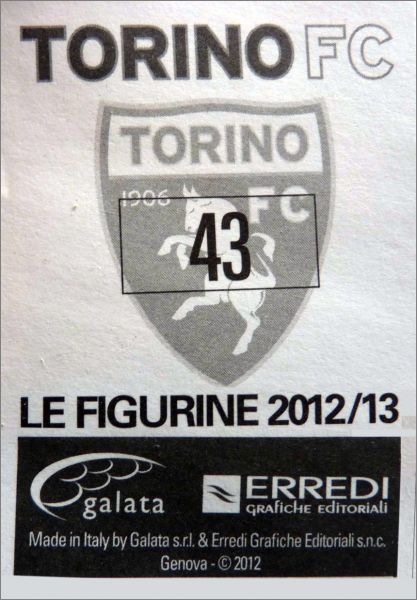 TORINO FC
TORINO
1906 FC
43
LE FIGURINE 2012/13
galata
ERREDI
GRAFICHE EDITORIALI
Made in Italy by Galata s.r.l. & Erredi Grafiche Editoriali s.n.c.
Genova - © 2012